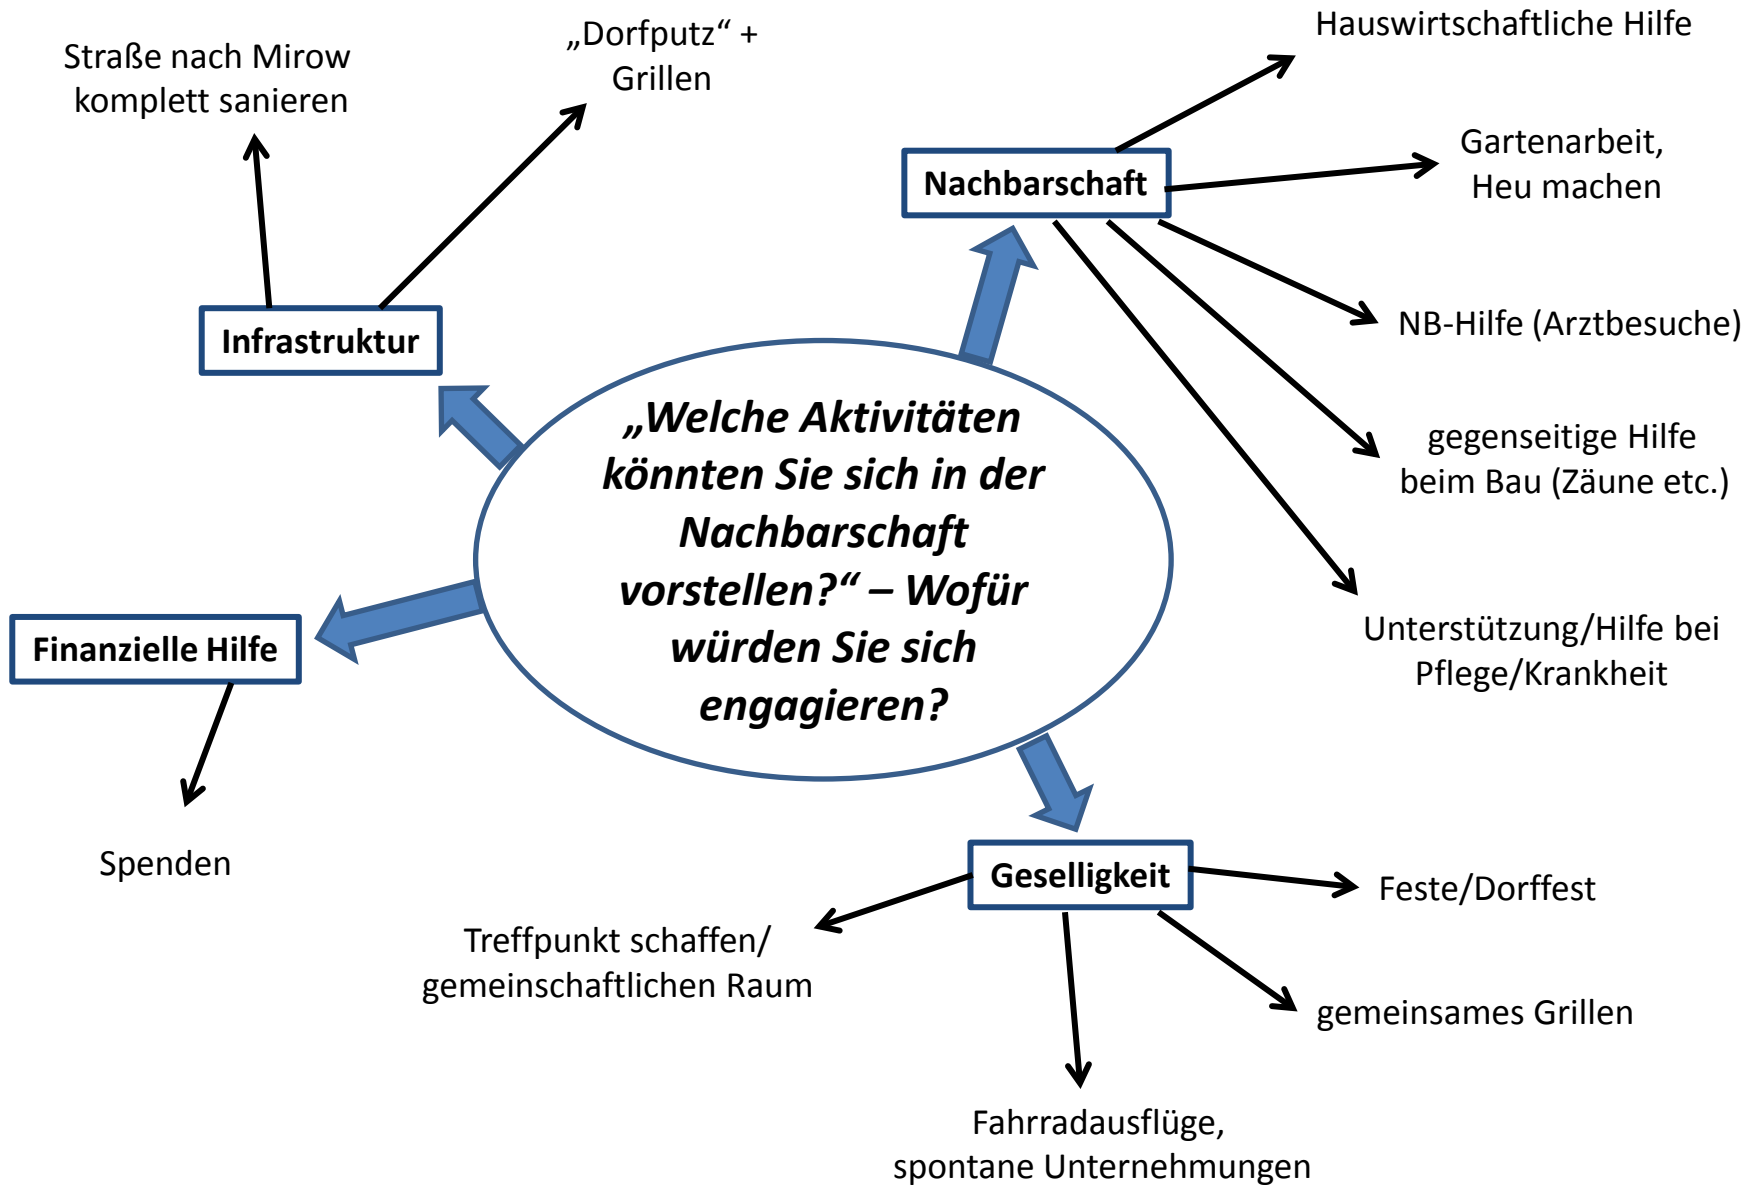 Straße nach Mirow
komplett sanieren
„Dorfputz“ +
Grillen
Infrastruktur
Hauswirtschaftliche Hilfe
Nachbarschaft
Gartenarbeit,
Heu machen
NB-Hilfe (Arztbesuche)
gegenseitige Hilfe
beim Bau (Zäune etc.)
Unterstützung/Hilfe bei
Pflege/Krankheit
„Welche Aktivitäten
könnten Sie sich in der
Nachbarschaft
vorstellen?“ – Wofür
würden Sie sich
engagieren?
Finanzielle Hilfe
Spenden
Geselligkeit
Feste/Dorffest
Treffpunkt schaffen/
gemeinschaftlichen Raum
gemeinsames Grillen
Fahrradausflüge,
spontane Unternehmungen